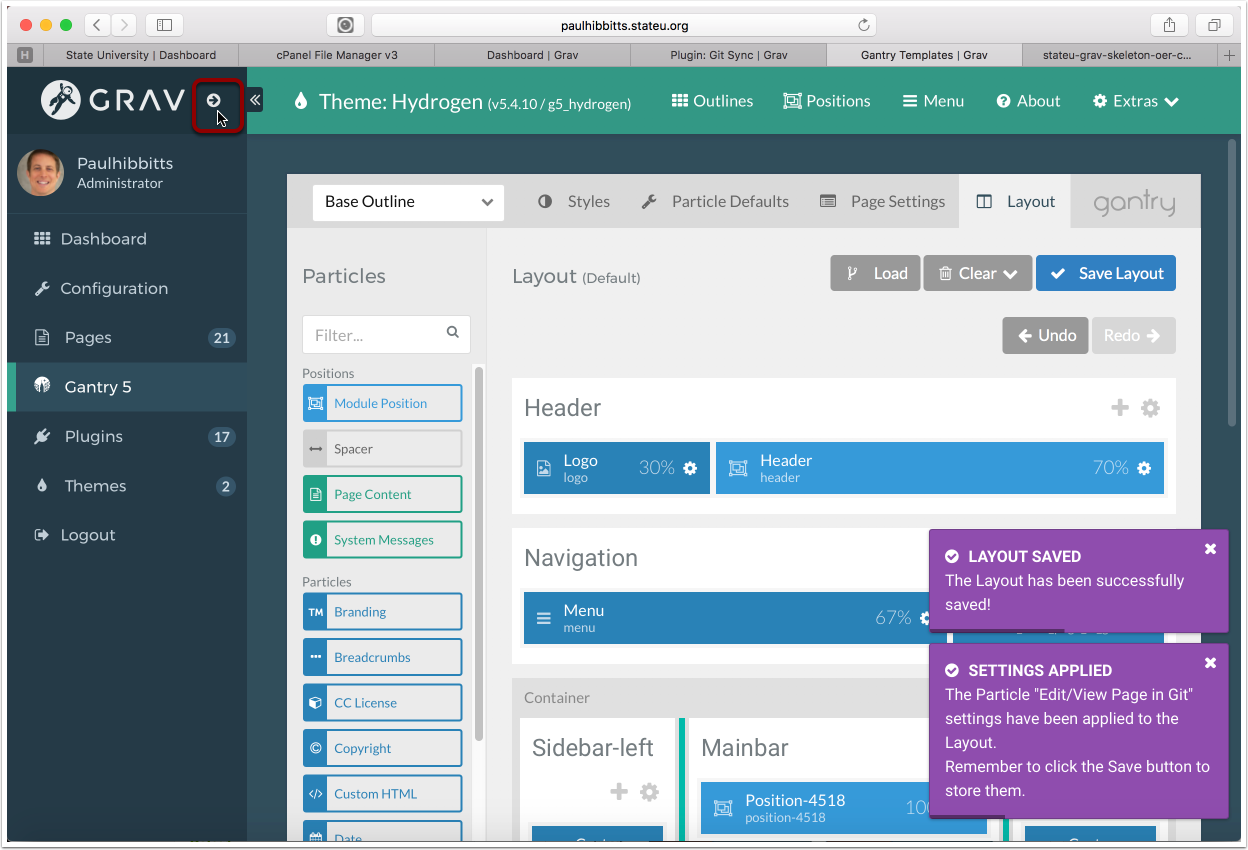 paulhibbitts.stateu.org
H
State University | Dashboard
cPanel File Manager v3
Dashboard | Grav
Plugin: Git Sync | Grav
Gantry Templates | Grav
stateu-grav-skeleton-oer-c...
GRAV
Theme: Hydrogen (v5.4.10 / g5_hydrogen)
Outlines
Positions
Menu
About
Extras
Paulhibbitts
Administrator
Dashboard
Configuration
Pages 21
Gantry 5
Plugins 17
Themes 2
Logout
Base Outline
Styles
Particle Defaults
Page Settings
Layout
gantry
Particles
Filter...
Positions
Module Position
Spacer
Page Content
System Messages
Particles
TM Branding
Breadcrumbs
CC License
Copyright
Custom HTML
Date
Layout (Default)
Load
Clear
Save Layout
Undo
Redo
Header
Logo 30%
logo
Header 70%
header
Navigation
Menu 67%
menu
Container
Sidebar-left
Mainbar
Position-4518
position-4518
LAYOUT SAVED
The Layout has been successfully
saved!
SETTINGS APPLIED
The Particle "Edit/View Page in Git"
settings have been applied to the
Layout.
Remember to click the Save button to
store them.